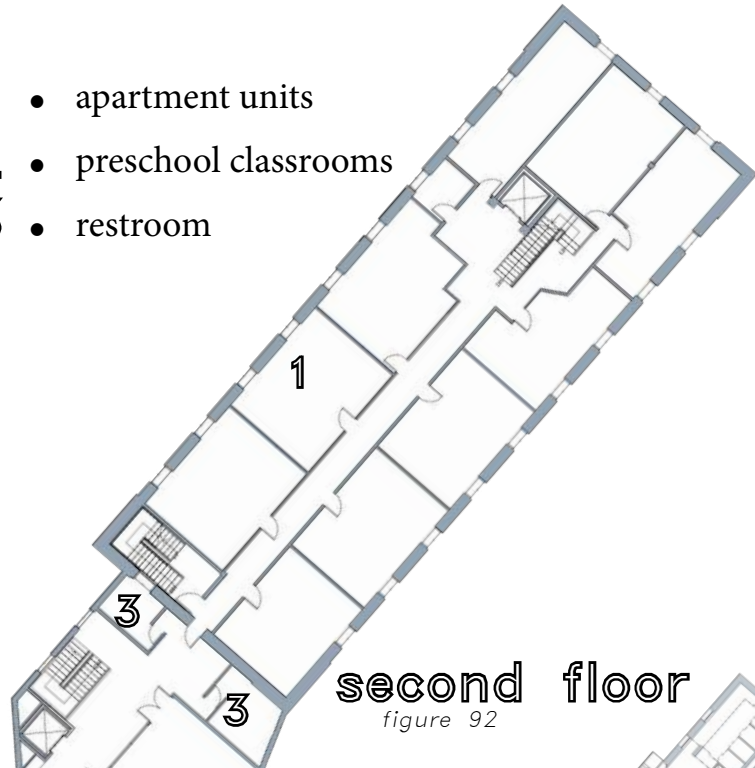 apartment units
preschool classrooms
restroom
1
3
3
second floor
figure 92